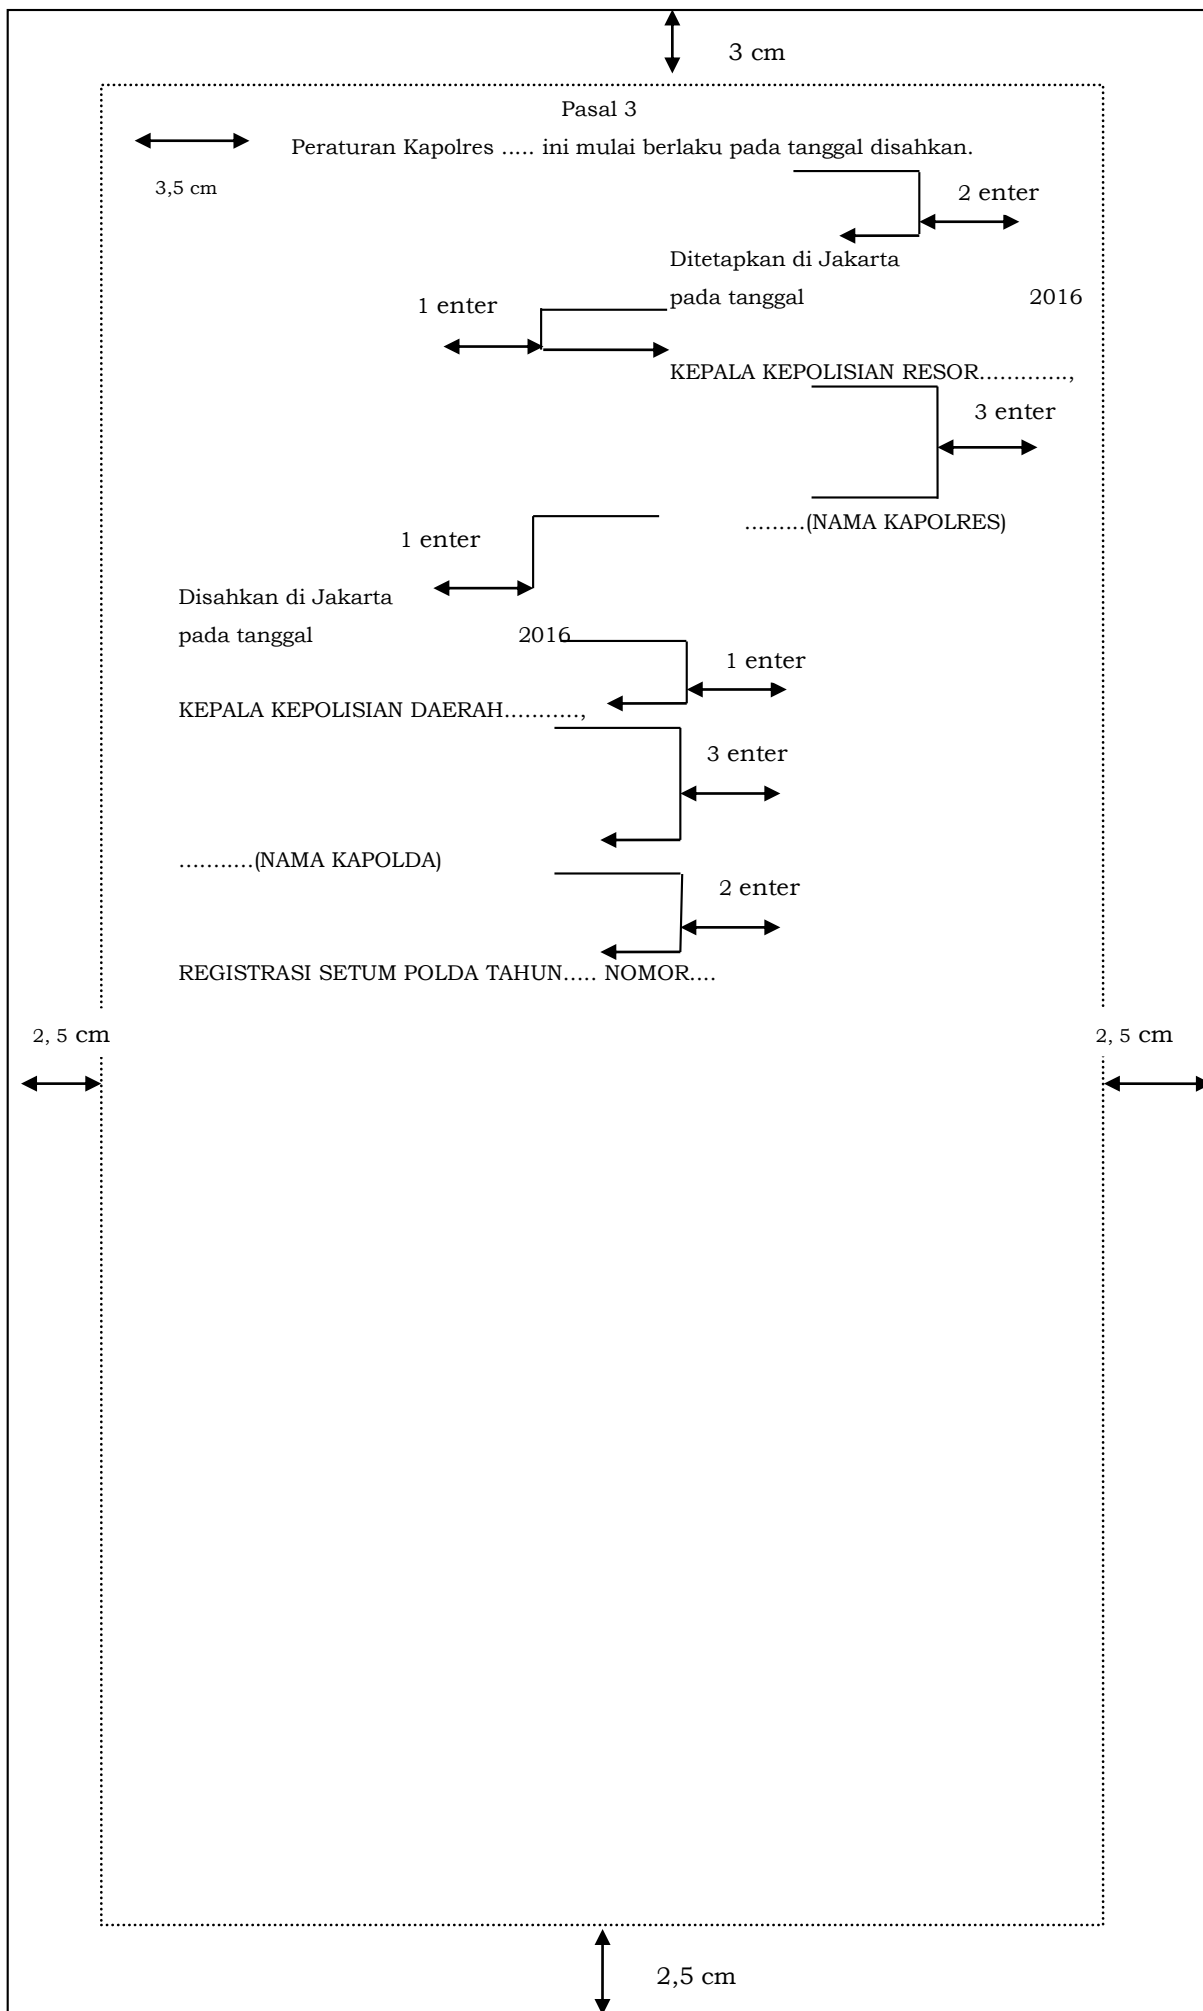 3 cm
Pasal 3
Peraturan Kapolres ..... ini mulai berlaku pada tanggal disahkan.
3,5 cm
2 enter
Ditetapkan di Jakarta
pada tanggal 2016
1 enter
KEPALA KEPOLISIAN RESOR.............,
3 enter
.........(NAMA KAPOLRES)
1 enter
Disahkan di Jakarta
pada tanggal 2016
1 enter
KEPALA KEPOLISIAN DAERAH...........,
3 enter
...........(NAMA KAPOLDA)
2 enter
REGISTRASI SETUM POLDA TAHUN..... NOMOR....
2, 5 cm 2, 5 cm
2,5 cm